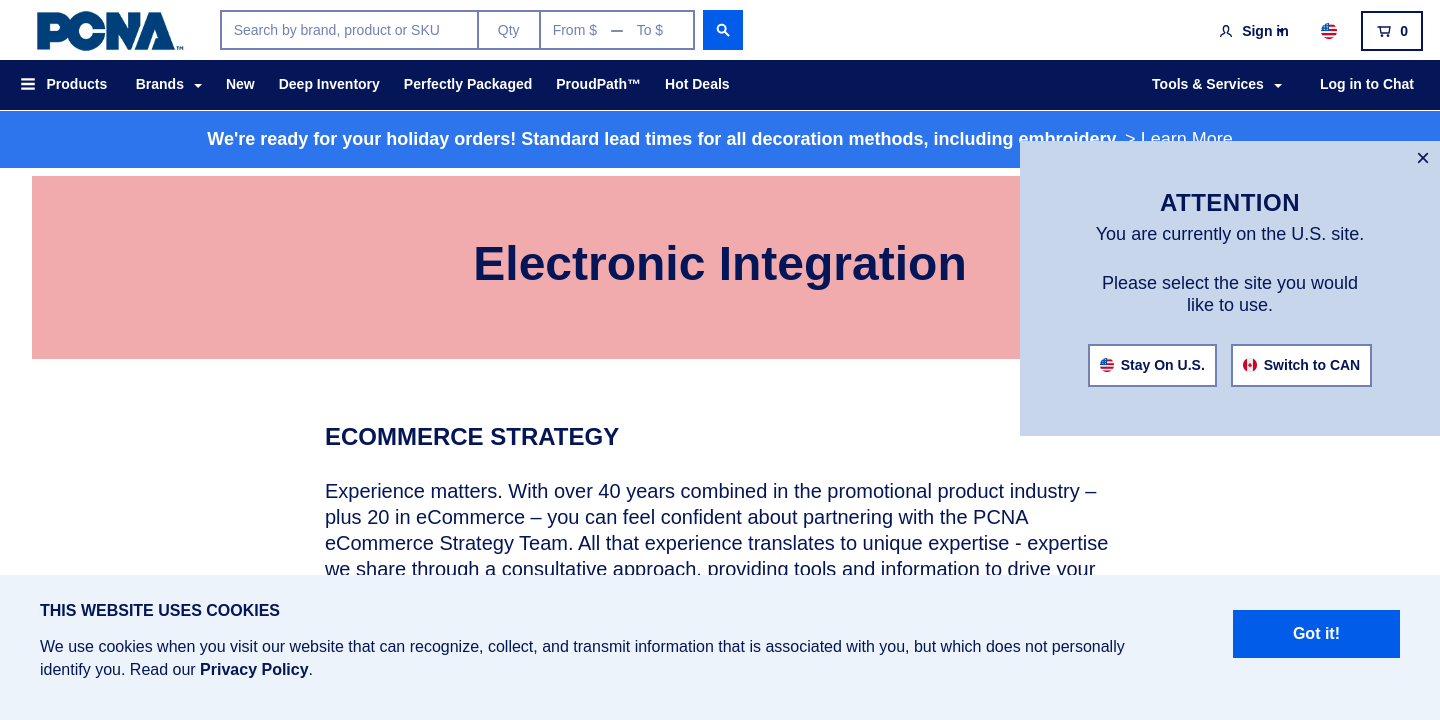 PCNA™
Search by brand, product or SKU
Qty
From $ — To $
Sign in
0
Products
Brands
New
Deep Inventory
Perfectly Packaged
ProudPath™
Hot Deals
Tools & Services
Log in to Chat
We're ready for your holiday orders! Standard lead times for all decoration methods, including embroidery. > Learn More
×
ATTENTION
You are currently on the U.S. site.
Please select the site you would
like to use.
Stay On U.S.
Switch to CAN
Electronic Integration
ECOMMERCE STRATEGY
Experience matters. With over 40 years combined in the promotional product industry –
plus 20 in eCommerce – you can feel confident about partnering with the PCNA
eCommerce Strategy Team. All that experience translates to unique expertise - expertise
we share through a consultative approach, providing tools and information to drive your
THIS WEBSITE USES COOKIES
We use cookies when you visit our website that can recognize, collect, and transmit information that is associated with you, but which does not personally
identify you. Read our Privacy Policy.
Got it!